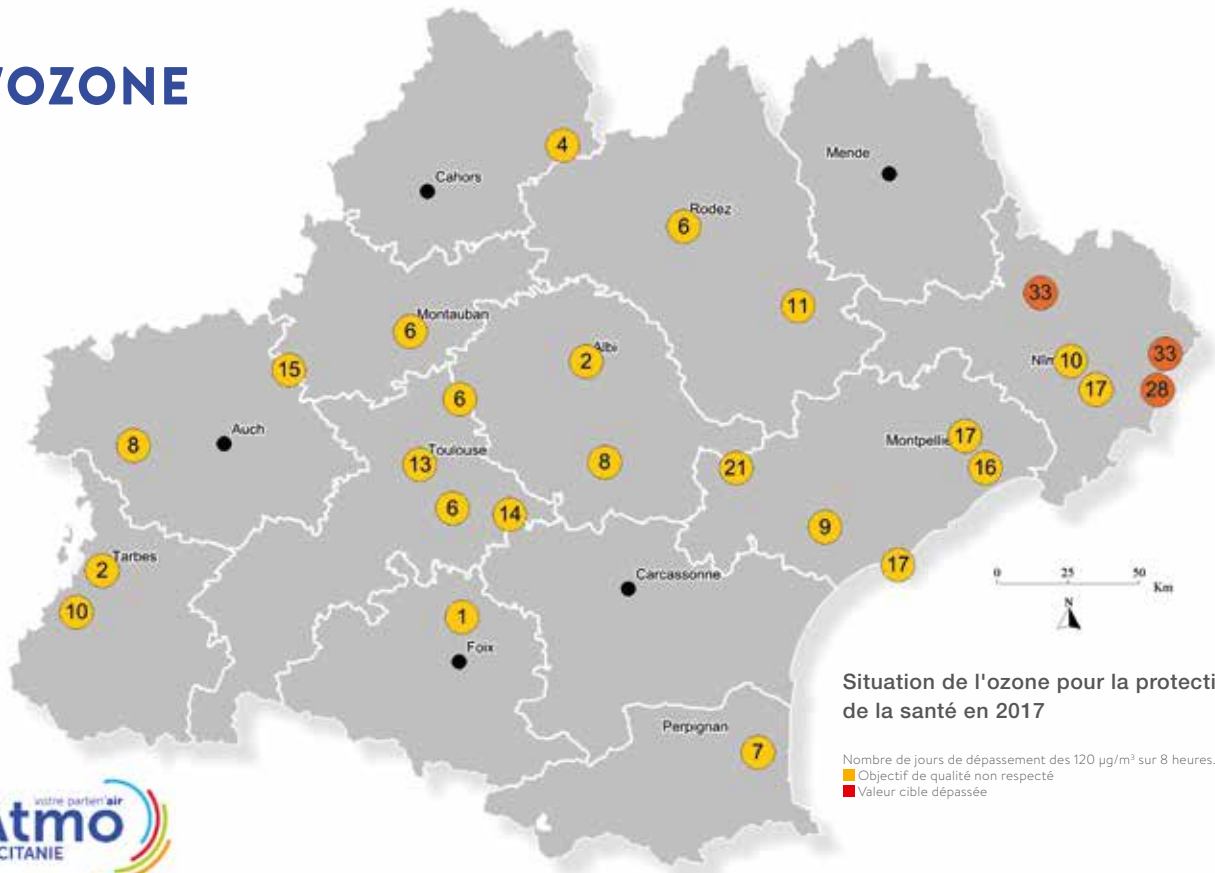 'OZONE
4
Cahors
Mende
Rodez
6
11
33
Montauban
6
15
Albi
2
33
Nîm
10
28
17
6
8
Auch
Toulouse
13
8
Montpellie
17
16
21
6
14
9
17
Tarbes
2
10
Carcassonne
0 25 50
Km
N
1
Foix
Situation de l'ozone pour la protecti
de la santé en 2017
Perpignan
7
Nombre de jours de dépassement des 120 µg/m³ sur 8 heures.
Objectif de qualité non respecté
Valeur cible dépassée
votre parten'air
Atmo
CITANIE